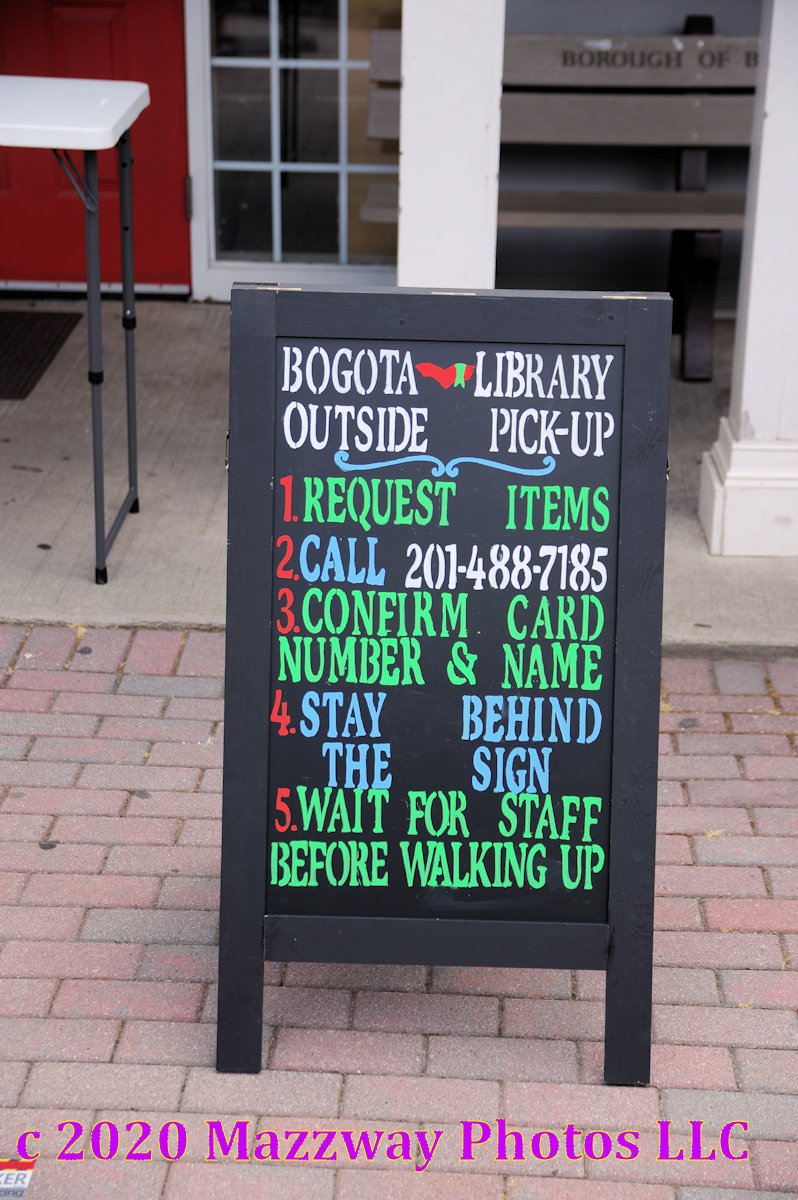 BOROUGH OF B
BOGOTA LIBRARY
OUTSIDE PICK-UP
1. REQUEST ITEMS
2. CALL 201-488-7185
3. CONFIRM CARD
NUMBER & NAME
4. STAY BEHIND
THE SIGN
5. WAIT FOR STAFF
BEFORE WALKING UP
c 2020 Mazzway Photos LLC